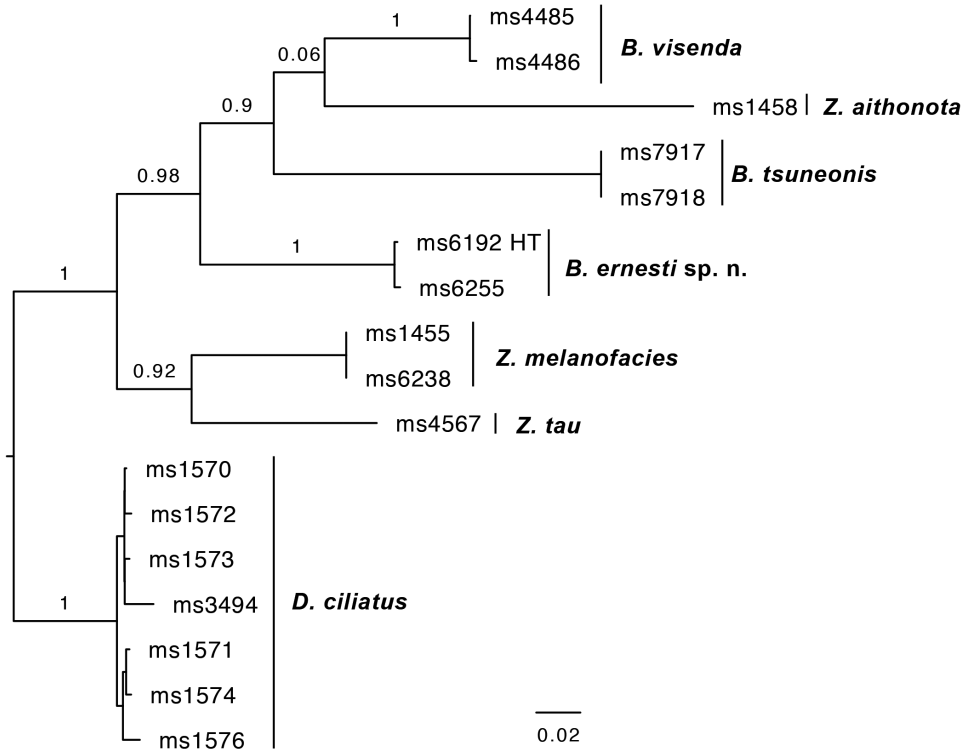 1
ms4485
ms4486
B. visenda
0.06
0.9
ms1458
Z. aithonota
ms7917
ms7918
B. tsuneonis
0.98
1
ms6192 HT
ms6255
B. ernesti sp. n.
1
ms1455
ms6238
Z. melanofacies
0.92
ms4567
Z. tau
ms1570
ms1572
ms1573
ms3494
1
D. ciliatus
ms1571
ms1574
ms1576
0.02